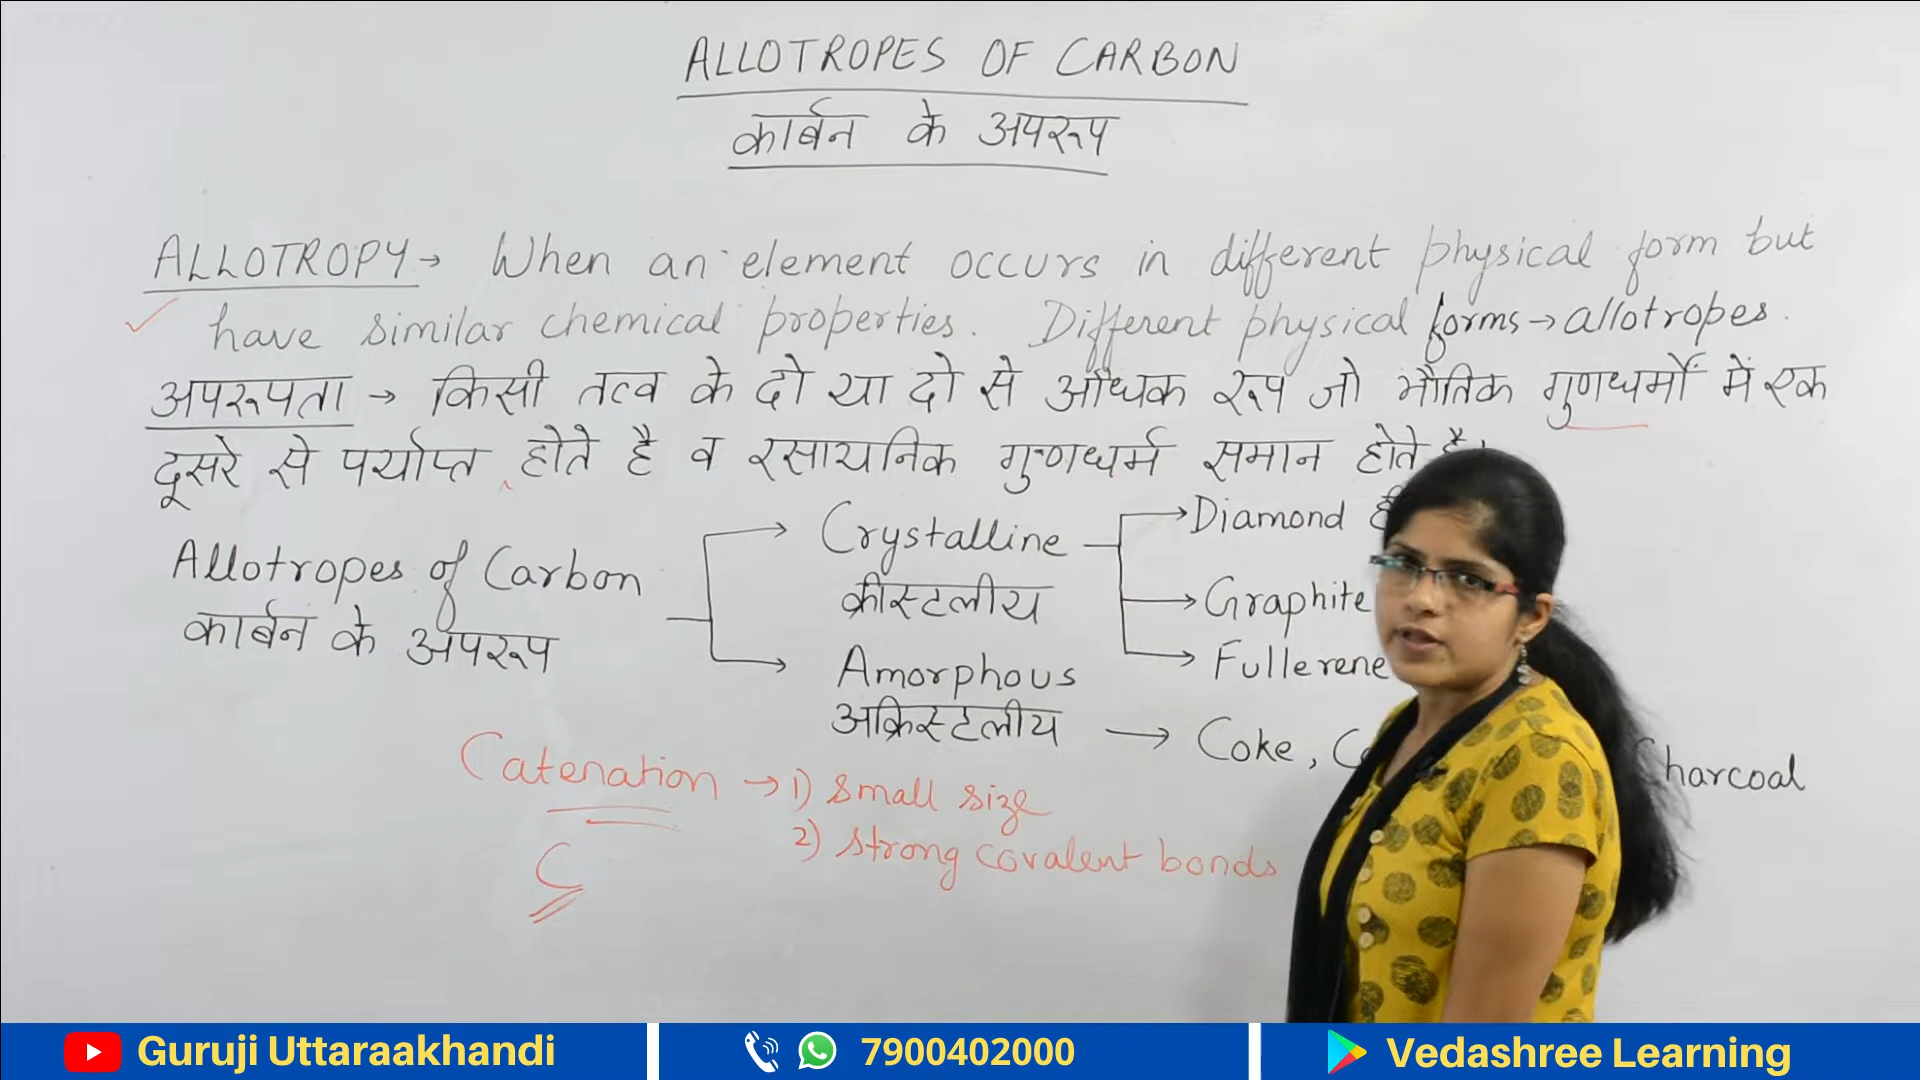 ALLOTROPES OF CARBON
कार्बन के अपरूप
ALLOTROPY → When an element occurs in different physical form but
have similar chemical properties. Different physical forms → allotropes.
अपरूपता → किसी तत्व के दो या दो से अधिक रूप जो भौतिक गुणधर्मों में एक
दूसरे से पर्याप्त होते है व रसायनिक गुणधर्म समान होते
Allotropes of Carbon
कार्बन के अपरूप
Crystalline
क्रीस्टलीय
Diamond
Graphite
Fullerene
Amorphous
अक्रिस्टलीय → Coke, Charcoal
Catenation → 1) small size
2) strong covalent bonds
C
Guruji Uttaraakhandi
7900402000
Vedashree Learning